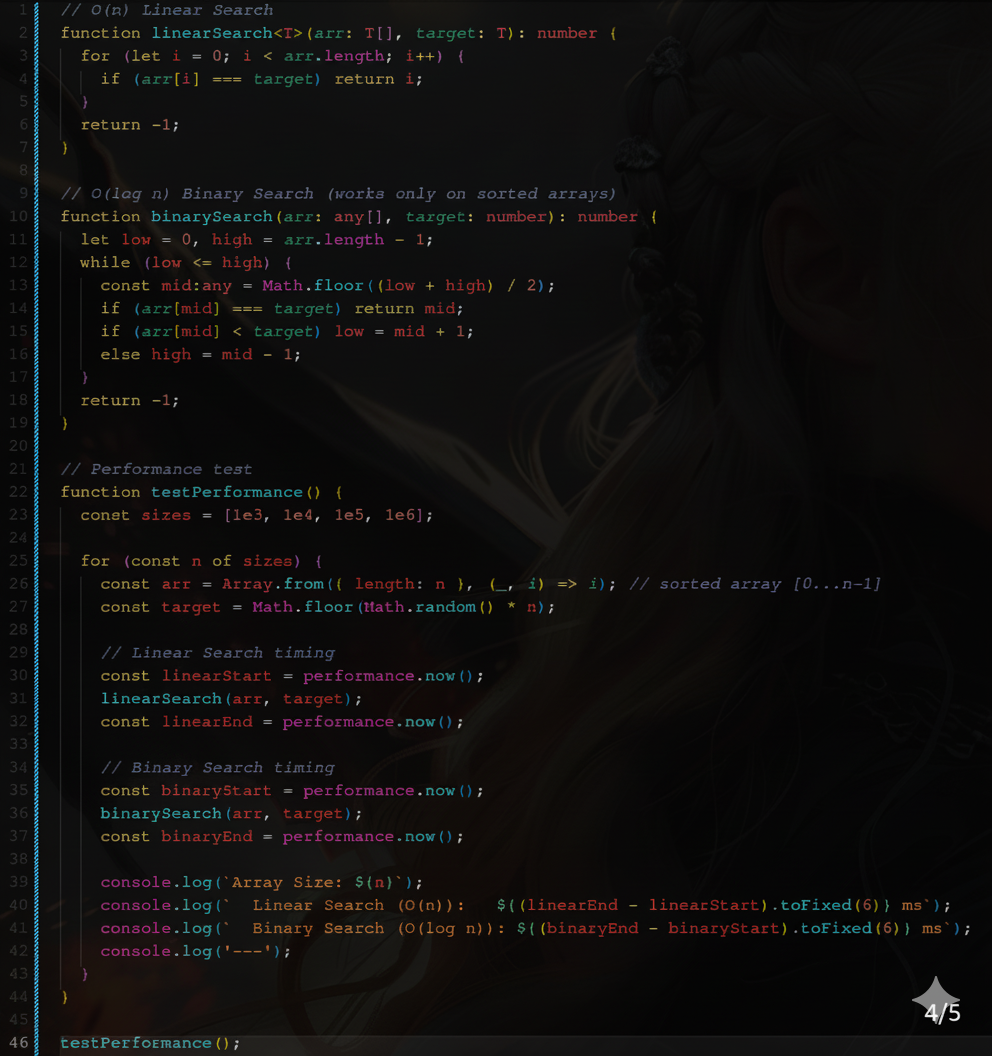 1 // O(n) Linear Search
2 function linearSearch<T>(arr: T[], target: T): number {
3   for (let i = 0; i < arr.length; i++) {
4     if (arr[i] === target) return i;
5   }
6   return -1;
7 }
8
9 // O(log n) Binary Search (works only on sorted arrays)
10 function binarySearch(arr: any[], target: number): number {
11   let low = 0, high = arr.length - 1;
12   while (low <= high) {
13     const mid:any = Math.floor((low + high) / 2);
14     if (arr[mid] === target) return mid;
15     if (arr[mid] < target) low = mid + 1;
16     else high = mid - 1;
17   }
18   return -1;
19 }
20
21 // Performance test
22 function testPerformance() {
23   const sizes = [1e3, 1e4, 1e5, 1e6];
24
25   for (const n of sizes) {
26     const arr = Array.from({ length: n }, (_, i) => i); // sorted array [0...n-1]
27     const target = Math.floor(Math.random() * n);
28
29     // Linear Search timing
30     const linearStart = performance.now();
31     linearSearch(arr, target);
32     const linearEnd = performance.now();
33
34     // Binary Search timing
35     const binaryStart = performance.now();
36     binarySearch(arr, target);
37     const binaryEnd = performance.now();
38
39     console.log(`Array Size: ${n}`);
40     console.log(`  Linear Search (O(n)):   ${(linearEnd - linearStart).toFixed(6)} ms`);
41     console.log(`  Binary Search (O(log n)): ${(binaryEnd - binaryStart).toFixed(6)} ms`);
42     console.log('---');
43   }
44 }
45
46 testPerformance();
4/5